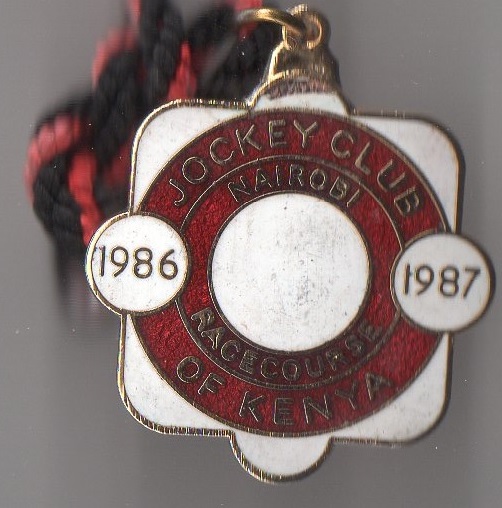 JOCKEY CLUB
NAIROBI
1986
1987
RACECOURSE
OF KENYA